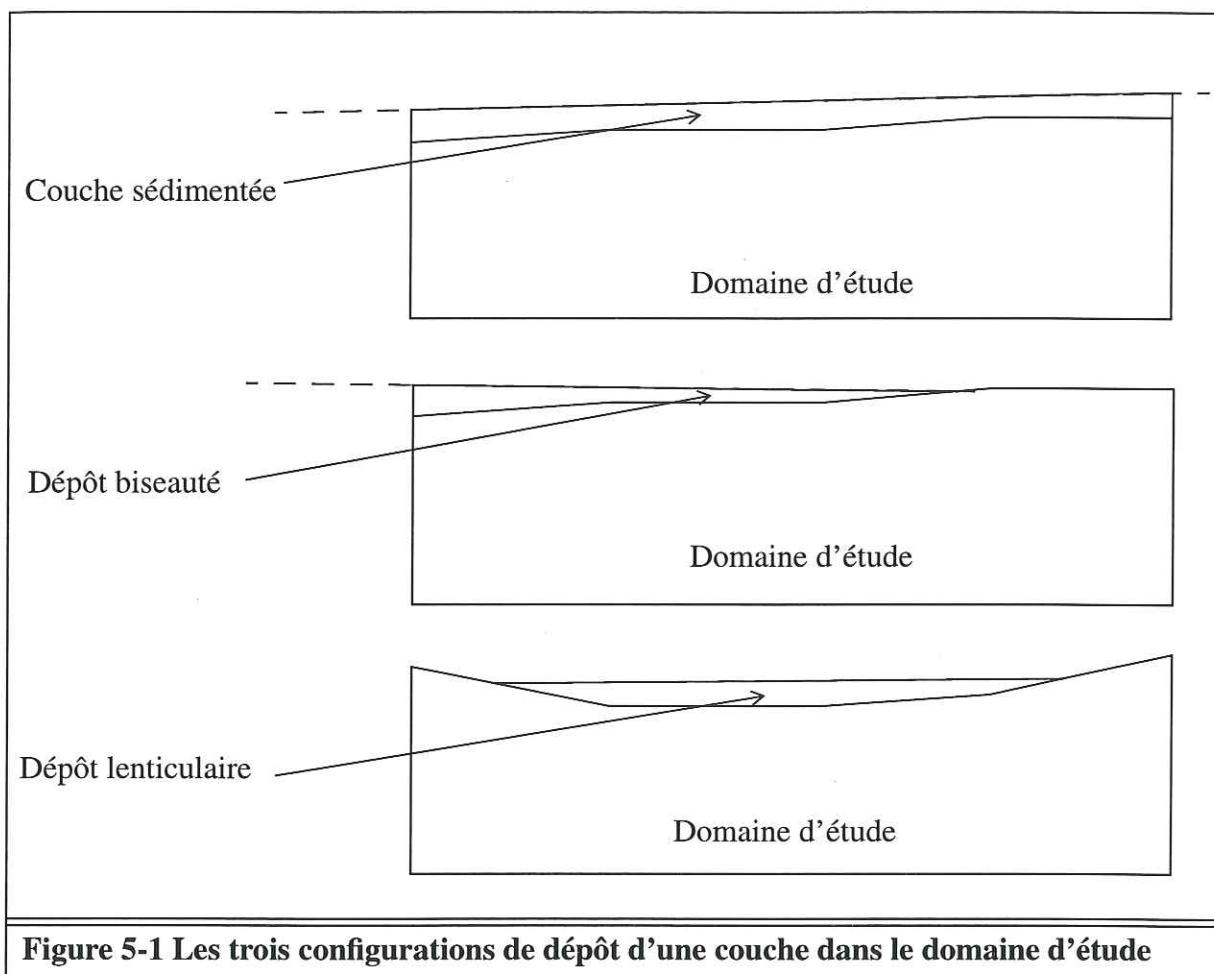 Couche sédimentée
Domaine d'étude
Dépôt biseauté
Domaine d'étude
Dépôt lenticulaire
Domaine d'étude
Figure 5-1 Les trois configurations de dépôt d'une couche dans le domaine d'étude